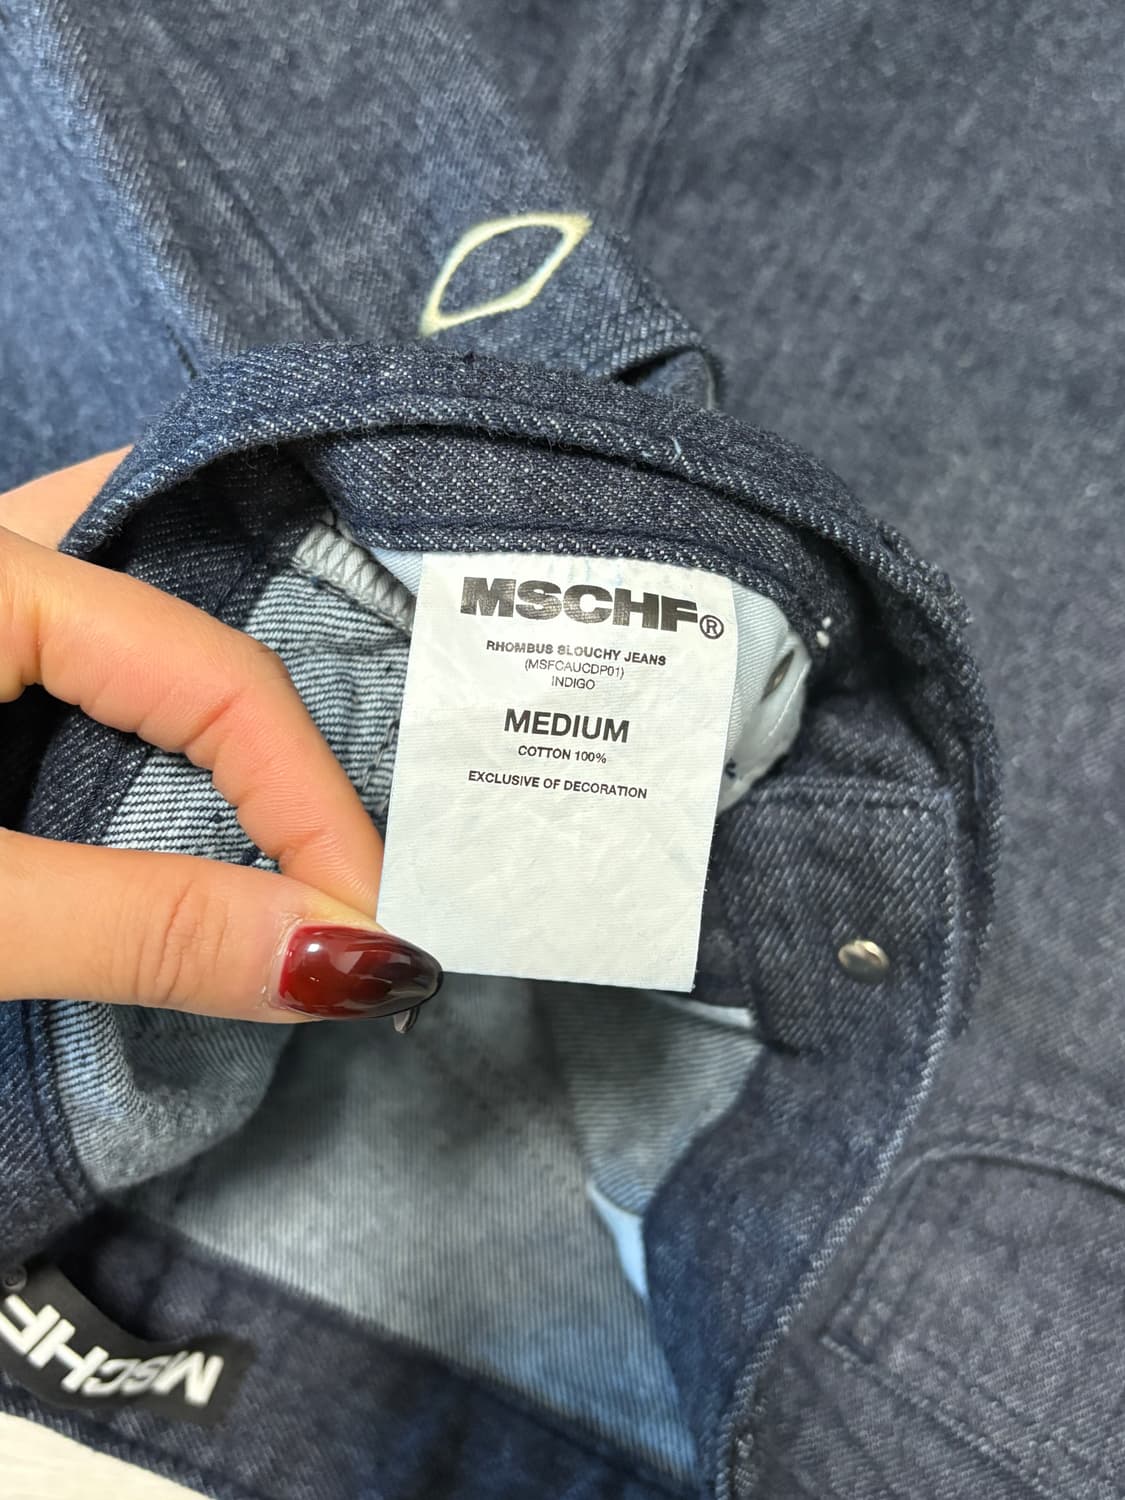 MSCHF®
RHOMBUS SLOUCHY JEANS
(MSFCAUCDP01)
INDIGO
MEDIUM
COTTON 100%
EXCLUSIVE OF DECORATION
MSCHF®